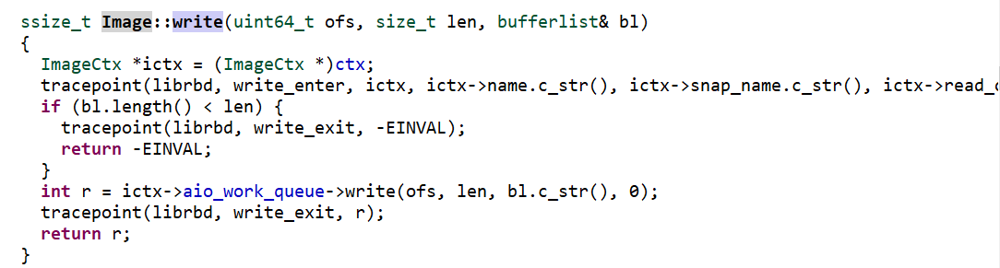 ssize_t Image::write(uint64_t ofs, size_t len, bufferlist& bl)
{
  ImageCtx *ictx = (ImageCtx *)ctx;
  tracepoint(librbd, write_enter, ictx, ictx->name.c_str(), ictx->snap_name.c_str(), ictx->read_
  if (bl.length() < len) {
    tracepoint(librbd, write_exit, -EINVAL);
    return -EINVAL;
  }
  int r = ictx->aio_work_queue->write(ofs, len, bl.c_str(), 0);
  tracepoint(librbd, write_exit, r);
  return r;
}